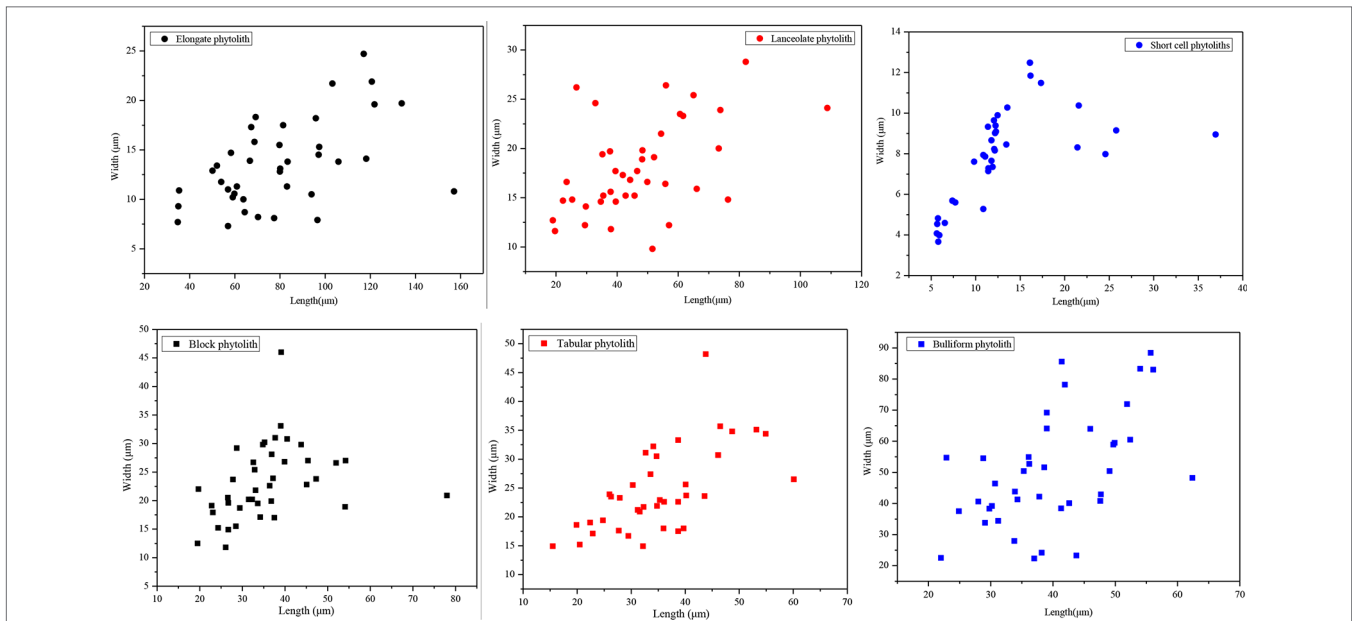 Elongate phytolith
25
20
15
10
5
Width (μm)
20 40 60 80 100 120 140 160
Length(μm)
Lanceolate phytolith
30
25
20
15
10
Width (μm)
20 40 60 80 100 120
Length(μm)
Short cell phytoliths
14
12
10
8
6
4
2
Width (μm)
5 10 15 20 25 30 35 40
Length(μm)
Block phytolith
50
45
40
35
30
25
20
15
10
5
Width (μm)
10 20 30 40 50 60 70 80
Length (μm)
Tabular phytolith
50
45
40
35
30
25
20
15
10
Width (μm)
10 20 30 40 50 60 70
Length (μm)
Bulliform phytolith
90
80
70
60
50
40
30
20
Width (μm)
20 30 40 50 60 70
Length(μm)